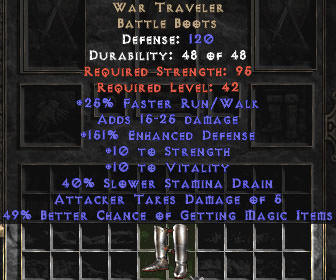 War Traveler
Battle Boots
Defense: 120
Durability: 48 of 48
Required Strength: 95
Required Level: 42
+25% Faster Run/Walk
Adds 15-25 damage
+151% Enhanced Defense
+10 to Strength
+10 to Vitality
40% Slower Stamina Drain
Attacker Takes Damage of 5
49% Better Chance of Getting Magic Items